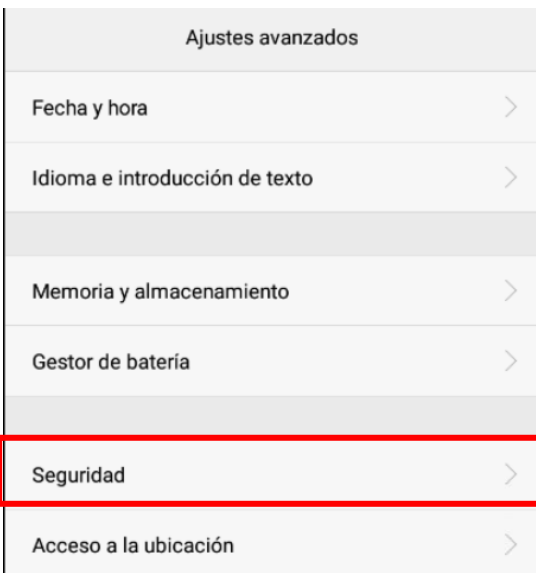 Ajustes avanzados
Fecha y hora
Idioma e introducción de texto
Memoria y almacenamiento
Gestor de batería
Seguridad
Acceso a la ubicación